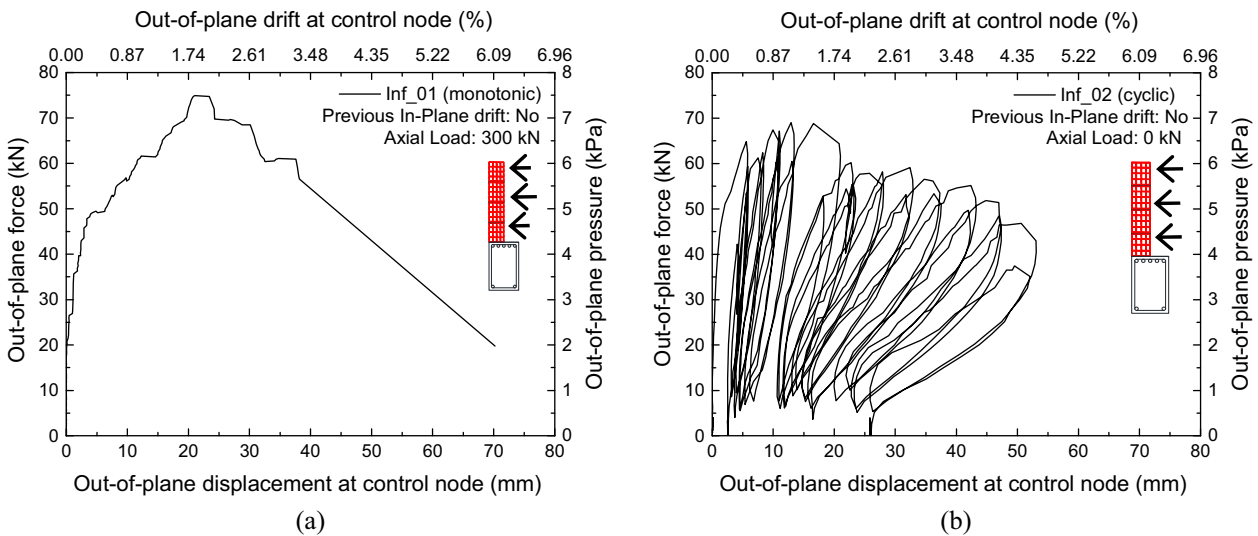 Out-of-plane drift at control node (%)
0.00 0.87 1.74 2.61 3.48 4.35 5.22 6.09 6.96
80 8
70 7
60 6
50 5
40 4
30 3
20 2
10 1
0 0
0 10 20 30 40 50 60 70 80
Out-of-plane force (kN)
Out-of-plane pressure (kPa)
Inf_01 (monotonic)
Previous In-Plane drift: No
Axial Load: 300 kN
Out-of-plane displacement at control node (mm)
(a)
Out-of-plane drift at control node (%)
0.00 0.87 1.74 2.61 3.48 4.35 5.22 6.09 6.96
80 8
70 7
60 6
50 5
40 4
30 3
20 2
10 1
0 0
0 10 20 30 40 50 60 70 80
Out-of-plane force (kN)
Out-of-plane pressure (kPa)
Inf_02 (cyclic)
Previous In-Plane drift: No
Axial Load: 0 kN
Out-of-plane displacement at control node (mm)
(b)